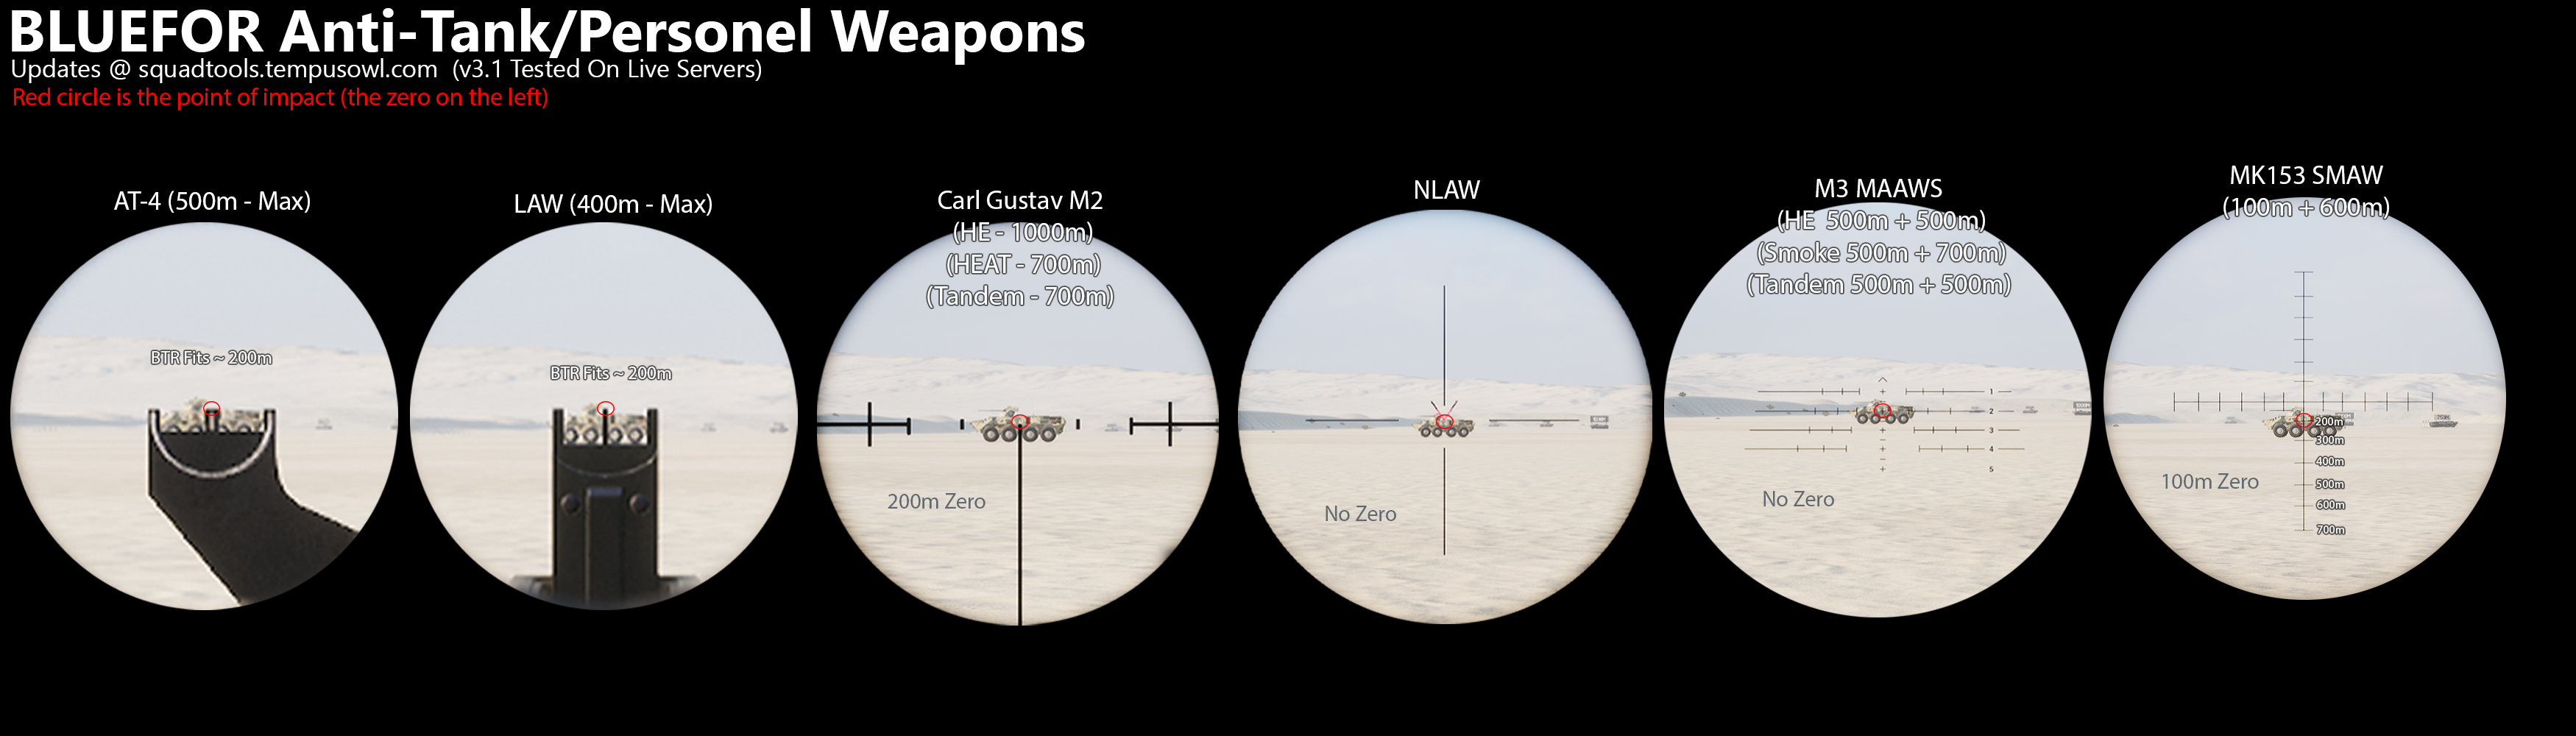 BLUEFOR Anti-Tank/Personel Weapons
Updates @ squadtools.tempusowl.com (v3.1 Tested On Live Servers)
Red circle is the point of impact (the zero on the left)
AT-4 (500m - Max)
BTR Fits ~ 200m
LAW (400m - Max)
BTR Fits ~ 200m
Carl Gustav M2
(HE - 1000m)
(HEAT - 700m)
(Tandem - 700m)
200m Zero
NLAW
No Zero
M3 MAAWS
(HE 500m + 500m)
(Smoke 500m + 700m)
(Tandem 500m + 500m)
1
2
3
4
5
No Zero
MK153 SMAW
(100m + 600m)
200m
300m
400m
500m
600m
700m
100m Zero